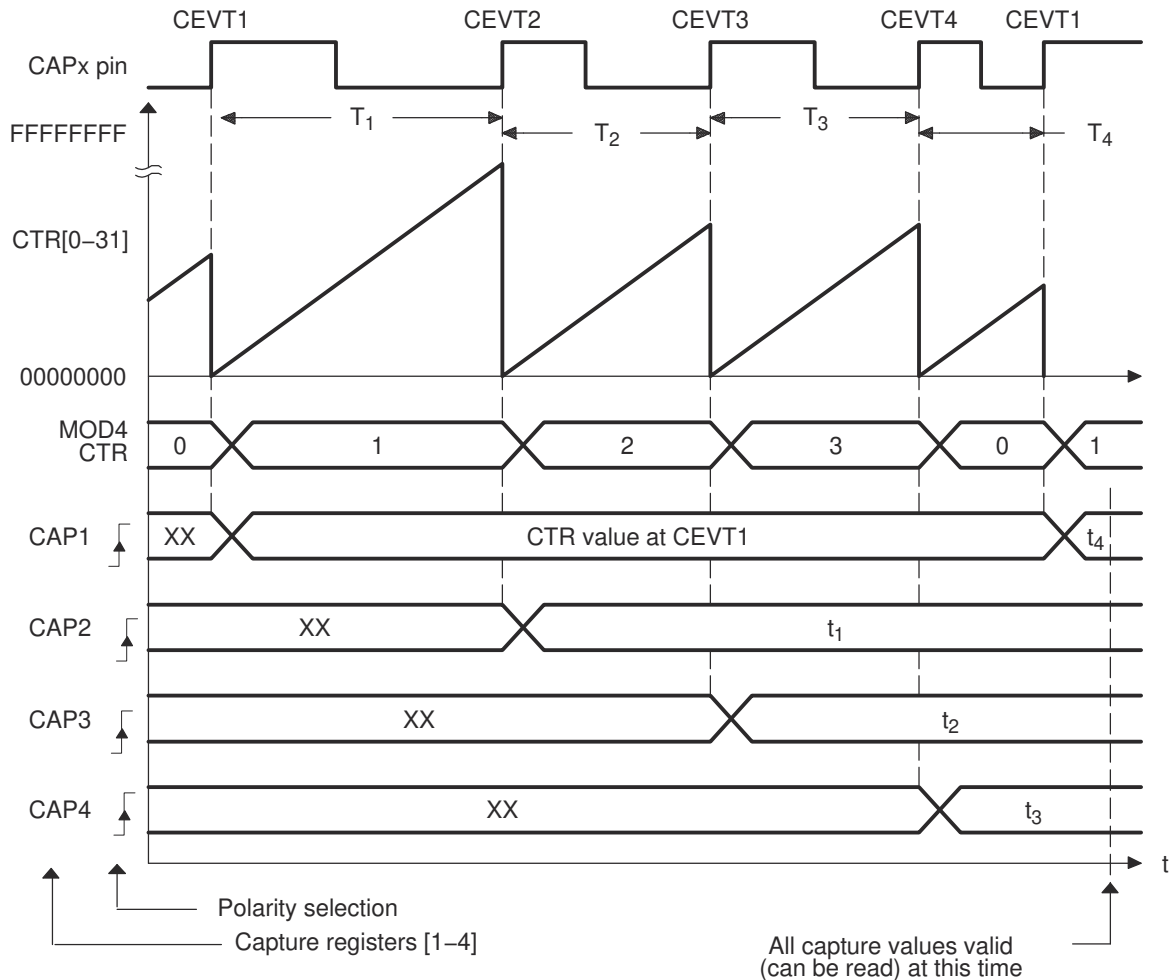 CEVT1 CEVT2 CEVT3 CEVT4 CEVT1
CAPx pin
T1 T2 T3 T4
FFFFFFFF
CTR[0−31]
00000000
MOD4
CTR
0 1 2 3 0 1
CAP1 XX CTR value at CEVT1 t4
CAP2 XX t1
CAP3 XX t2
CAP4 XX t3
t
Polarity selection
Capture registers [1−4]
All capture values valid
(can be read) at this time